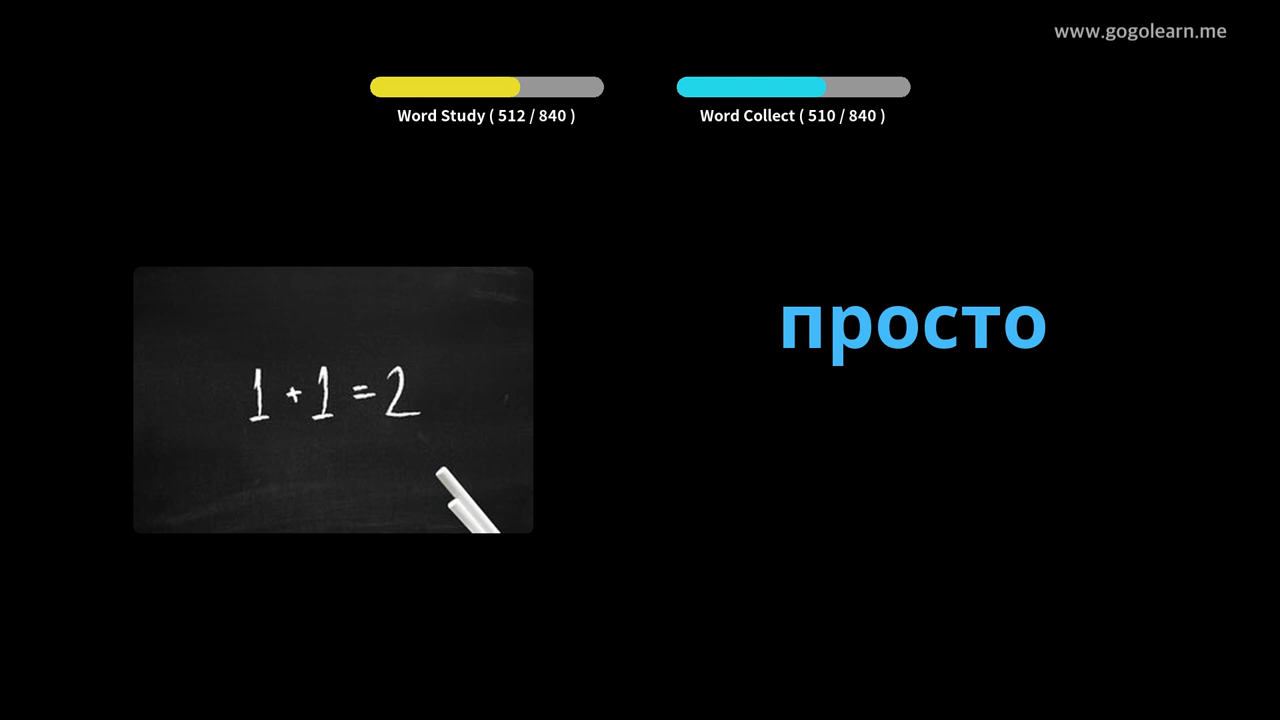 www.gogolearn.me
Word Study ( 512 / 840 )
Word Collect ( 510 / 840 )
1 + 1 = 2
просто